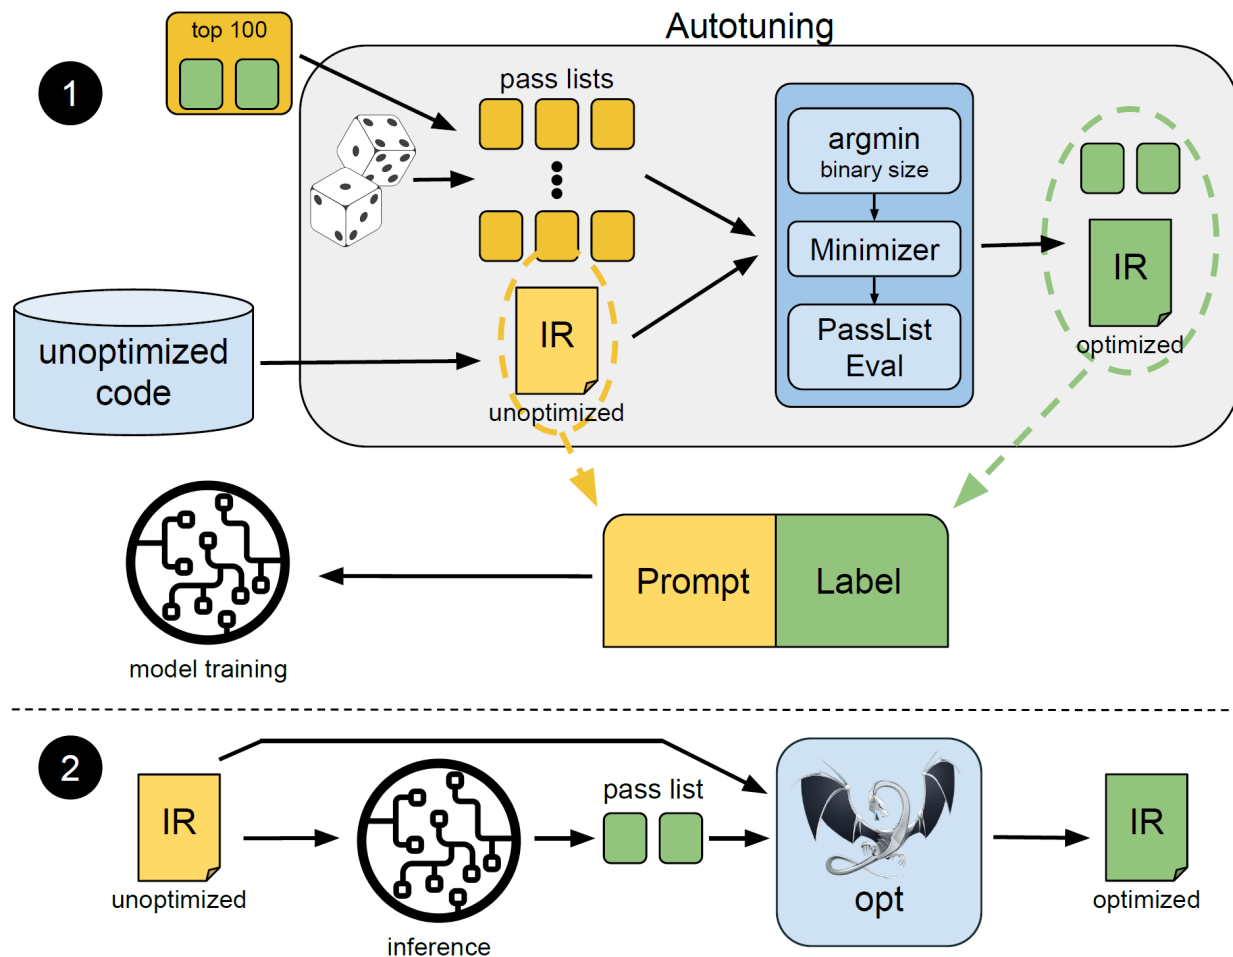 top 100
Autotuning
1
pass lists
argmin
binary size
Minimizer
PassList
Eval
IR
optimized
unoptimized
code
IR
unoptimized
Prompt
Label
model training
2
IR
unoptimized
inference
pass list
opt
IR
optimized